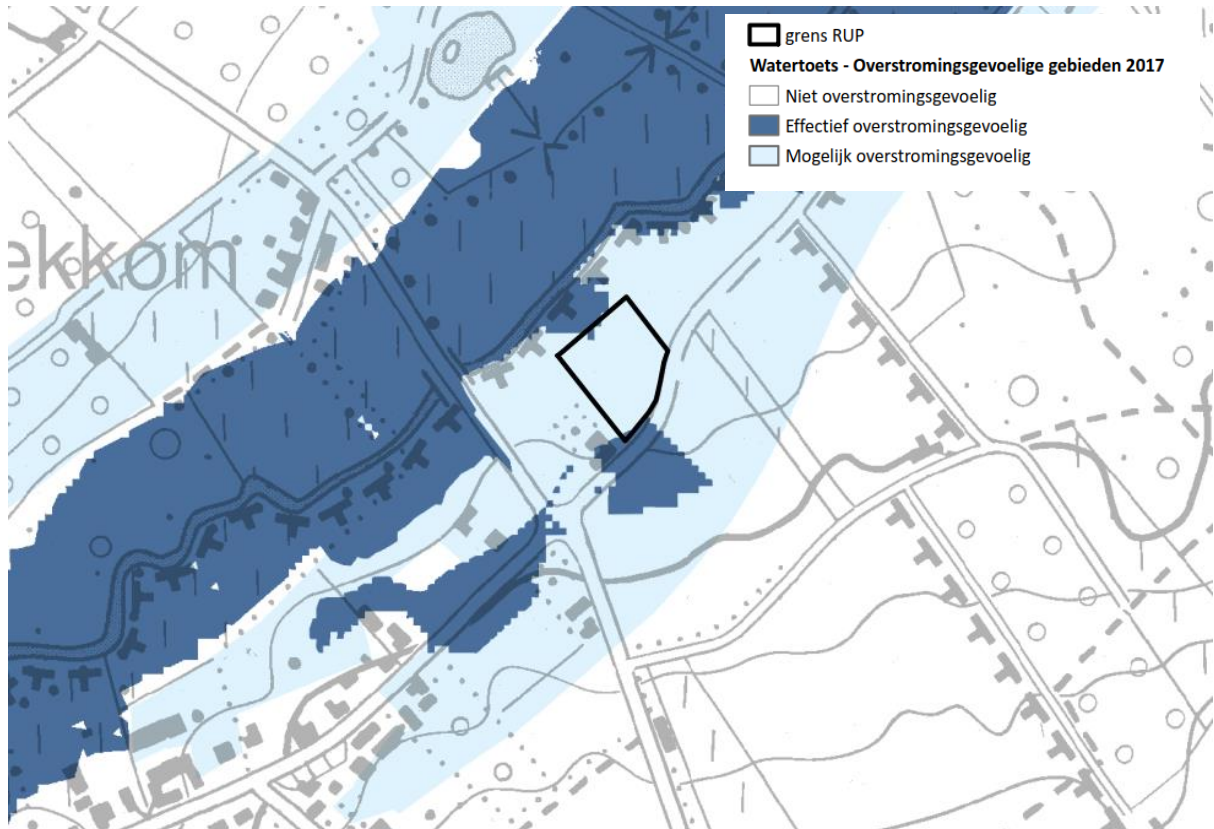 grens RUP
Watertoets - Overstromingsgevoelige gebieden 2017
Niet overstromingsgevoelig
Effectief overstromingsgevoelig
Mogelijk overstromingsgevoelig
ekkom